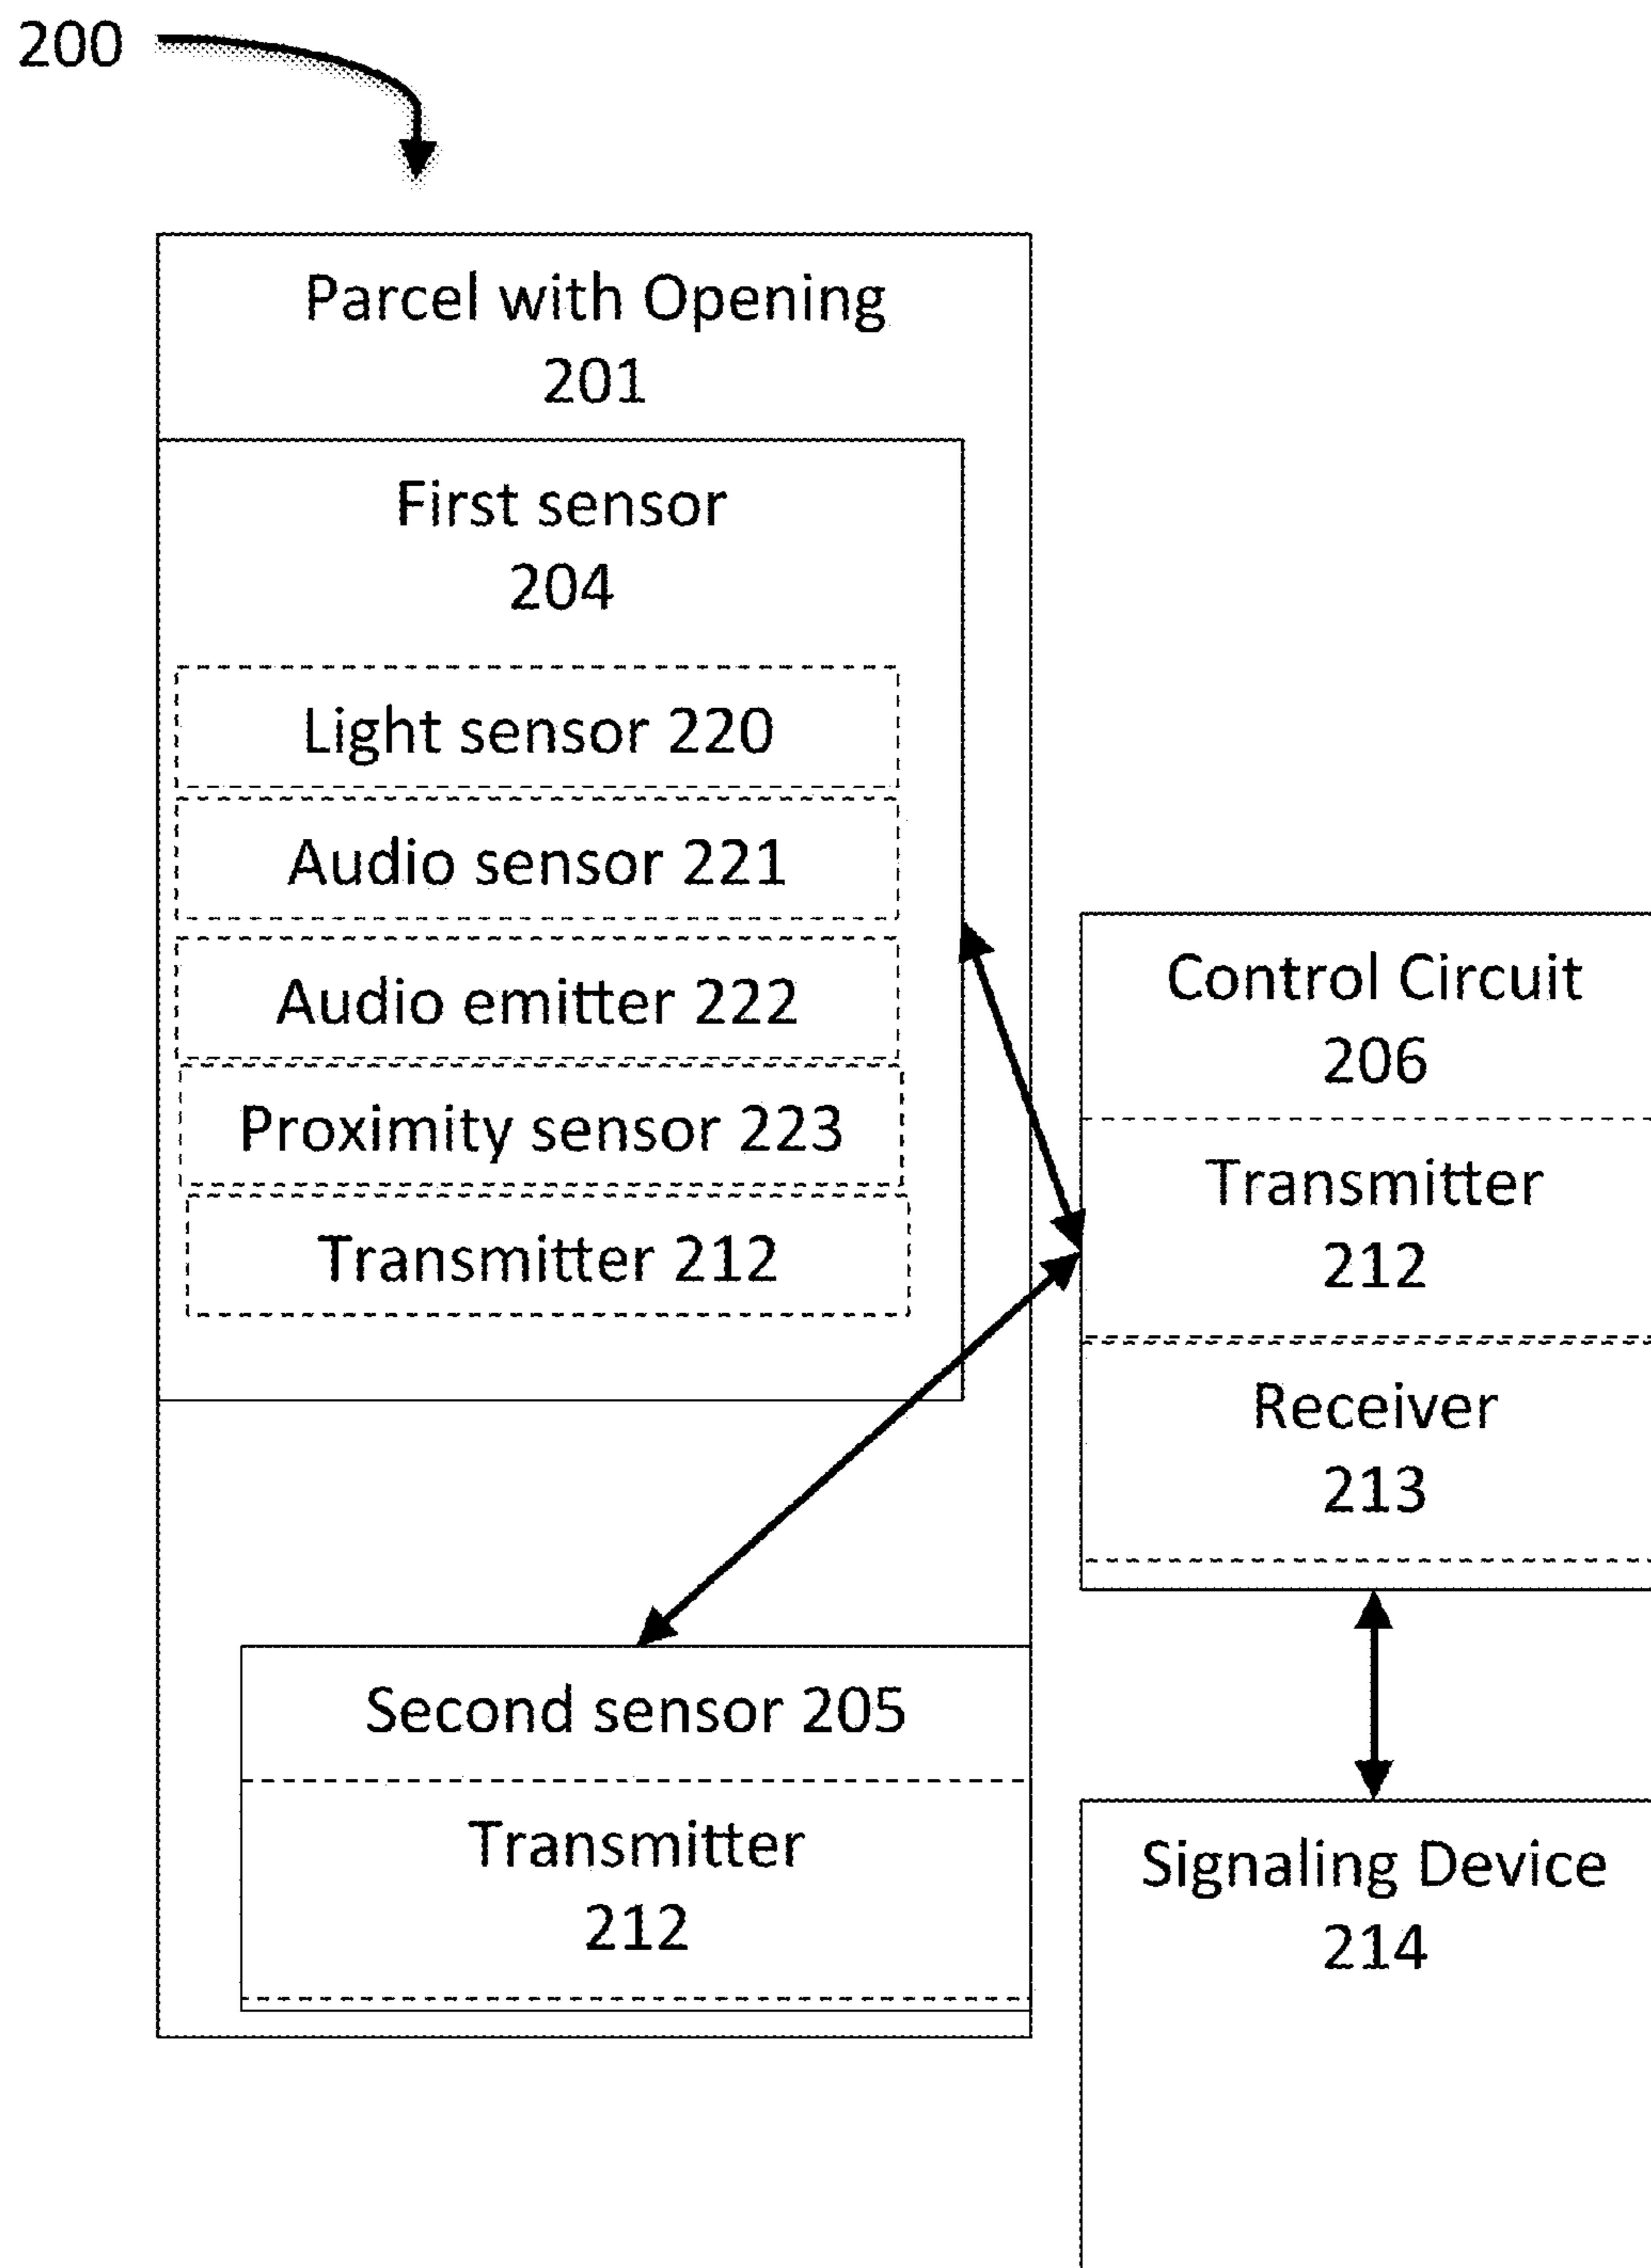 200
Parcel with Opening
201
First sensor
204
Light sensor 220
Audio sensor 221
Audio emitter 222
Proximity sensor 223
Transmitter 212
Second sensor 205
Transmitter
212
Control Circuit
206
Transmitter
212
Receiver
213
Signaling Device
214